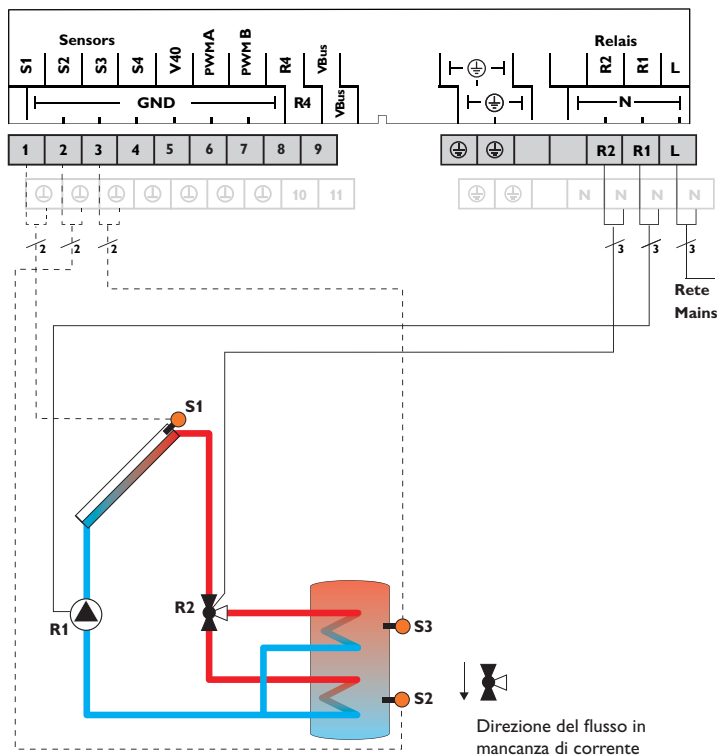 Sensors
Relais
S1 S2 S3 S4 V40 PWMA PWM B R4 VBus
R2 R1 L
GND R4 VBus
N
1 2 3 4 5 6 7 8 9
R2 R1 L
10 11
N N N N
2 2 2
3 3 3
Rete
Mains
S1
R2
R1
S3
S2
Direzione del flusso in
mancanza di corrente